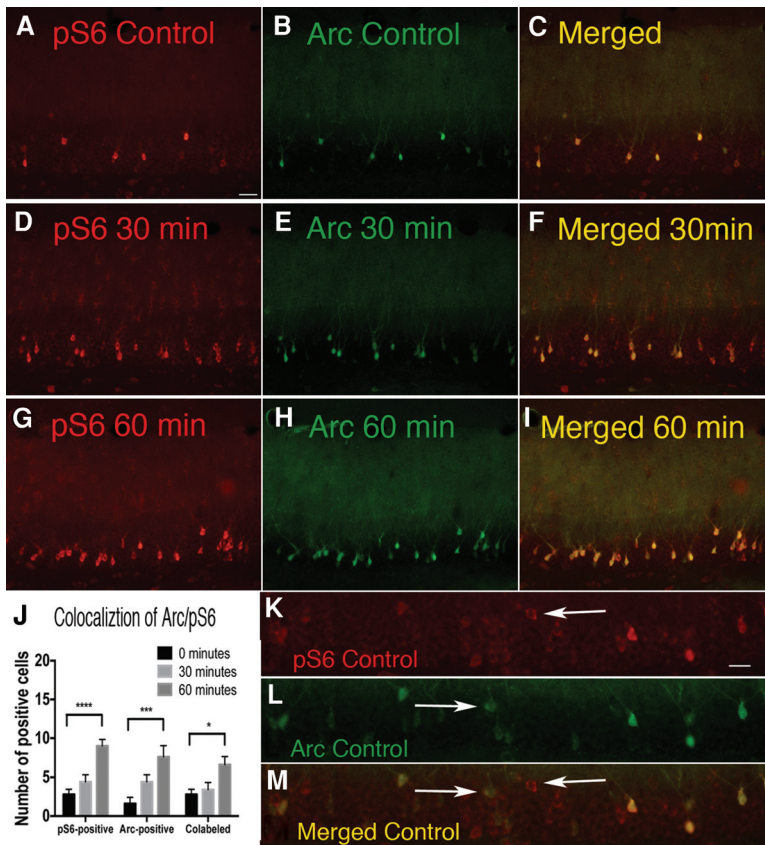 A pS6 Control
B Arc Control
C Merged
D pS6 30 min
E Arc 30 min
F Merged 30min
G pS6 60 min
H Arc 60 min
I Merged 60 min
J Colocaliztion of Arc/pS6
Number of positive cells
20
15
10
5
0
0 minutes
30 minutes
60 minutes
****
***
*
pS6-positive
Arc-positive
Colabeled
K
pS6 Control
L
Arc Control
M
Merged Control